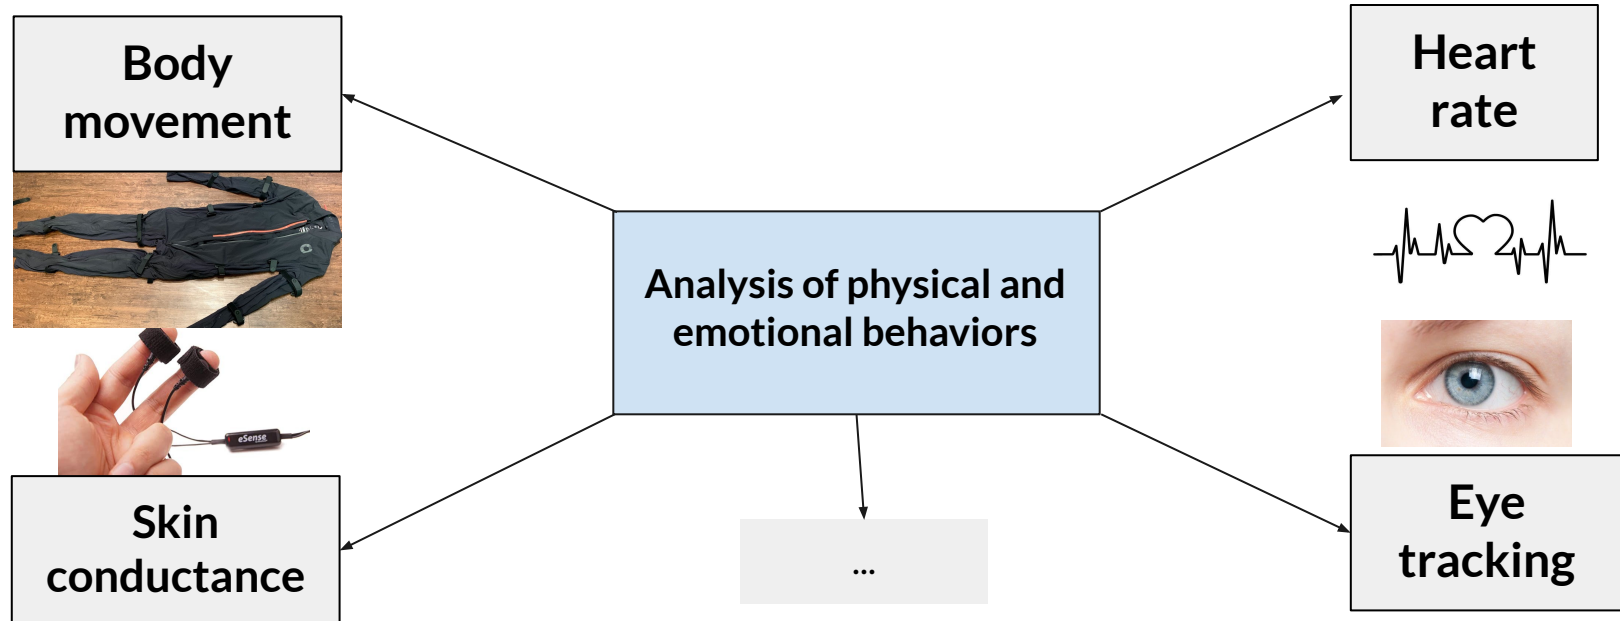 Body
movement
Heart
rate
Analysis of physical and
emotional behaviors
eSense
Skin
conductance
...
Eye
tracking